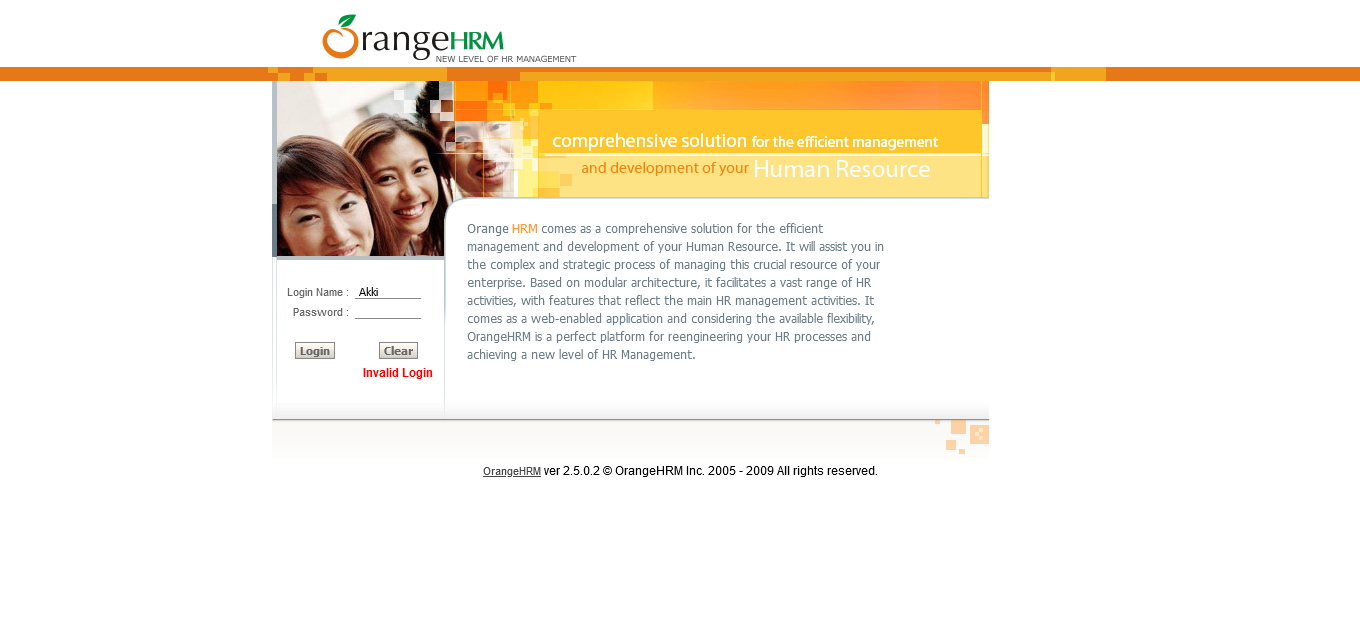 OrangeHRM
NEW LEVEL OF HR MANAGEMENT
comprehensive solution for the efficient management
and development of your Human Resource
Orange HRM comes as a comprehensive solution for the efficient
management and development of your Human Resource. It will assist you in
the complex and strategic process of managing this crucial resource of your
enterprise. Based on modular architecture, it facilitates a vast range of HR
activities, with features that reflect the main HR management activities. It
comes as a web-enabled application and considering the available flexibility,
OrangeHRM is a perfect platform for reengineering your HR processes and
achieving a new level of HR Management.
Login Name : Akki
Password :
Login Clear
Invalid Login
OrangeHRM ver 2.5.0.2 © OrangeHRM Inc. 2005 - 2009 All rights reserved.